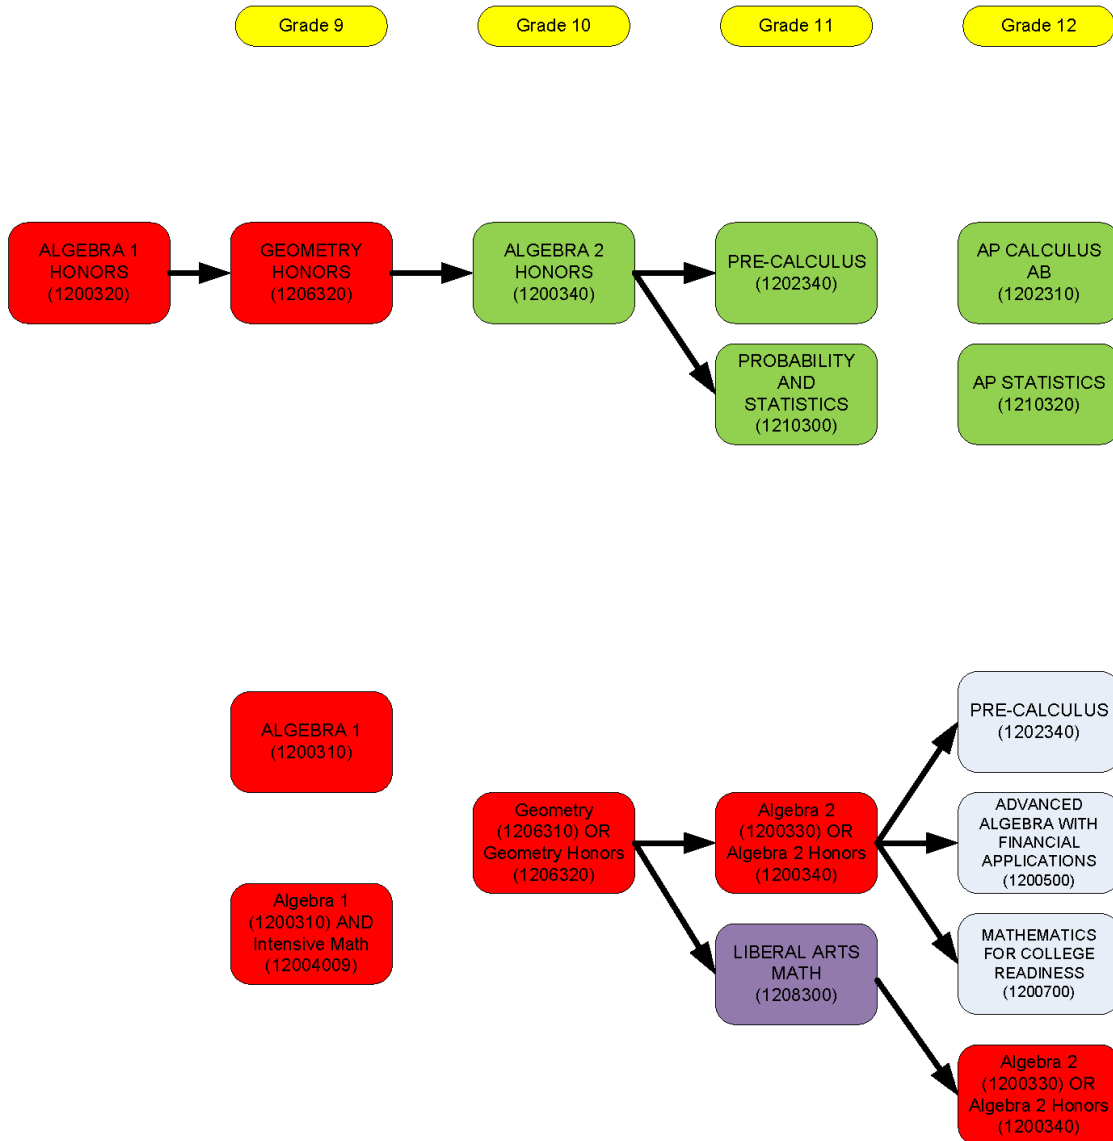 Grade 9
Grade 10
Grade 11
Grade 12
ALGEBRA 1
HONORS
(1200320)
GEOMETRY
HONORS
(1206320)
ALGEBRA 2
HONORS
(1200340)
PRE-CALCULUS
(1202340)
AP CALCULUS
AB
(1202310)
PROBABILITY
AND
STATISTICS
(1210300)
AP STATISTICS
(1210320)
ALGEBRA 1
(1200310)
PRE-CALCULUS
(1202340)
Geometry
(1206310) OR
Geometry Honors
(1206320)
Algebra 2
(1200330) OR
Algebra 2 Honors
(1200340)
ADVANCED
ALGEBRA WITH
FINANCIAL
APPLICATIONS
(1200500)
Algebra 1
(1200310) AND
Intensive Math
(12004009)
LIBERAL ARTS
MATH
(1208300)
MATHEMATICS
FOR COLLEGE
READINESS
(1200700)
Algebra 2
(1200330) OR
Algebra 2 Honors
(1200340)